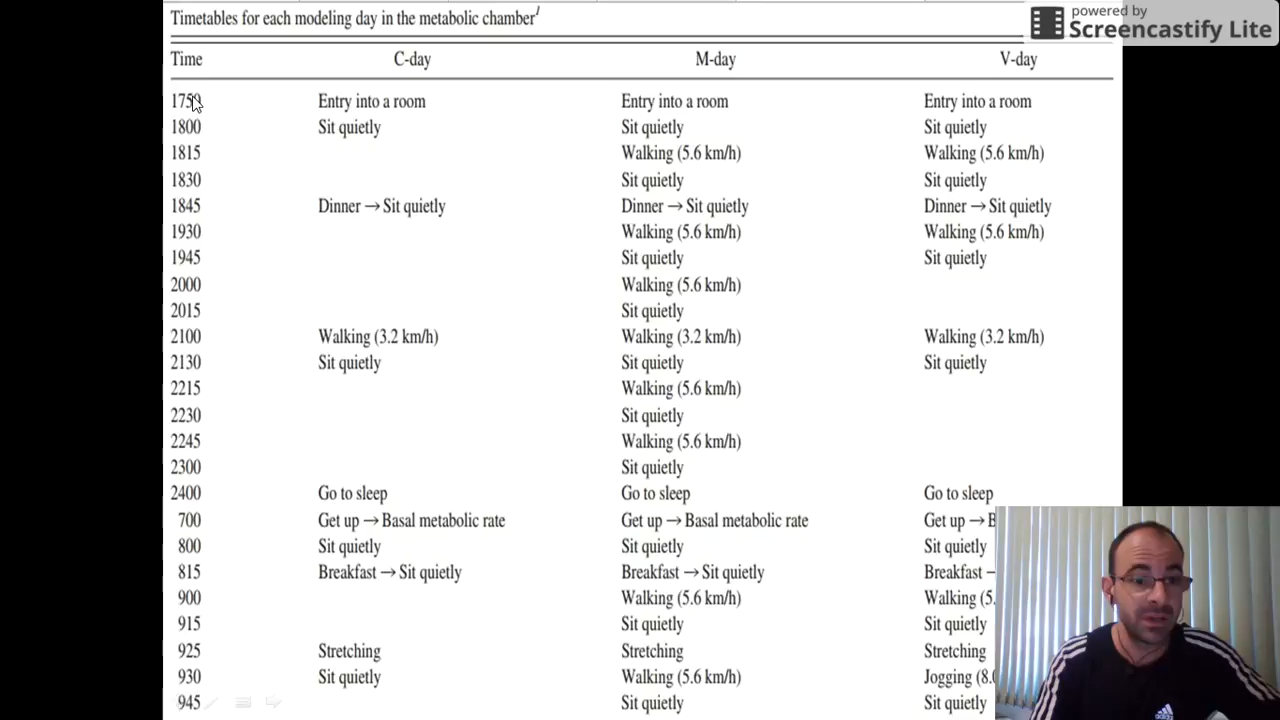 powered by
Screencastify Lite
Timetables for each modeling day in the metabolic chamber1
Time C-day M-day V-day
1759 Entry into a room Entry into a room Entry into a room
1800 Sit quietly Sit quietly Sit quietly
1815 Walking (5.6 km/h) Walking (5.6 km/h)
1830 Sit quietly Sit quietly
1845 Dinner → Sit quietly Dinner → Sit quietly Dinner → Sit quietly
1930 Walking (5.6 km/h) Walking (5.6 km/h)
1945 Sit quietly Sit quietly
2000 Walking (5.6 km/h)
2015 Sit quietly
2100 Walking (3.2 km/h) Walking (3.2 km/h) Walking (3.2 km/h)
2130 Sit quietly Sit quietly Sit quietly
2215 Walking (5.6 km/h)
2230 Sit quietly
2245 Walking (5.6 km/h)
2300 Sit quietly
2400 Go to sleep Go to sleep Go to sleep
700 Get up → Basal metabolic rate Get up → Basal metabolic rate Get up →
800 Sit quietly Sit quietly Sit quietly
815 Breakfast → Sit quietly Breakfast → Sit quietly Breakfast
900 Walking (5.6 km/h) Walking (5.
915 Sit quietly Sit quietly
925 Stretching Stretching Stretching
930 Sit quietly Walking (5.6 km/h) Jogging (8.
945 Sit quietly Sit quietly
adidas